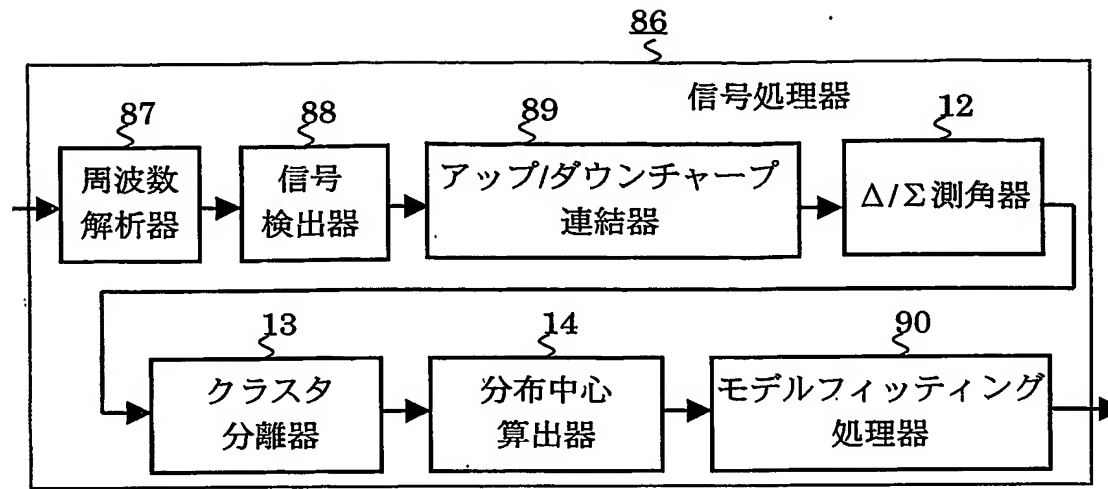 86
信号処理器
87
周波数
解析器
88
信号
検出器
89
アップ/ダウンチャープ
連結器
12
Δ/Σ測角器
13
クラスタ
分離器
14
分布中心
算出器
90
モデルフィッティング
処理器